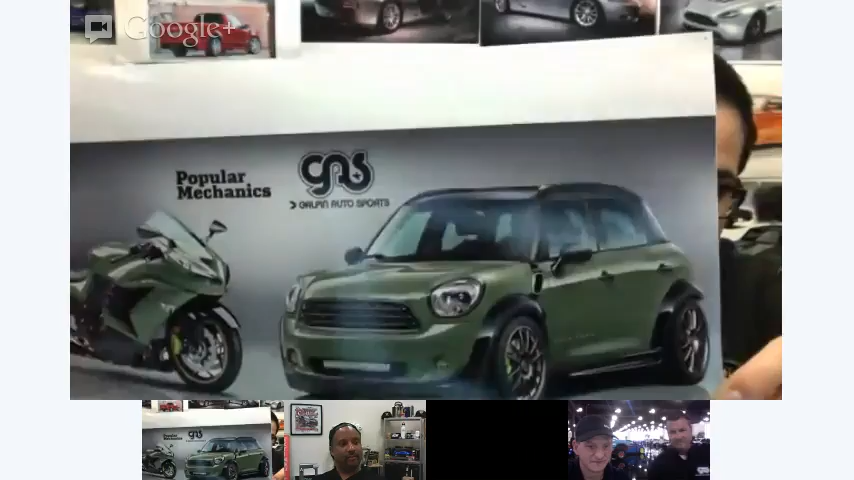 Google+
Popular
Mechanics
gas
GALPIN AUTO SPORTS